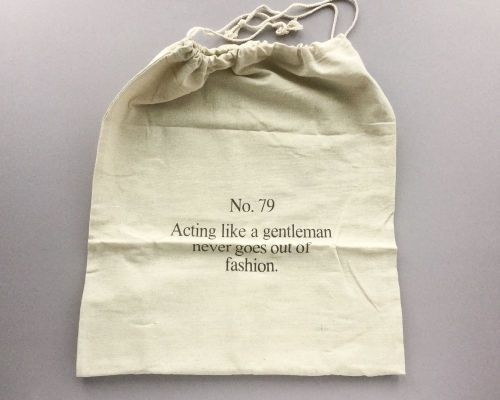 No. 79
Acting like a gentleman
never goes out of
fashion.